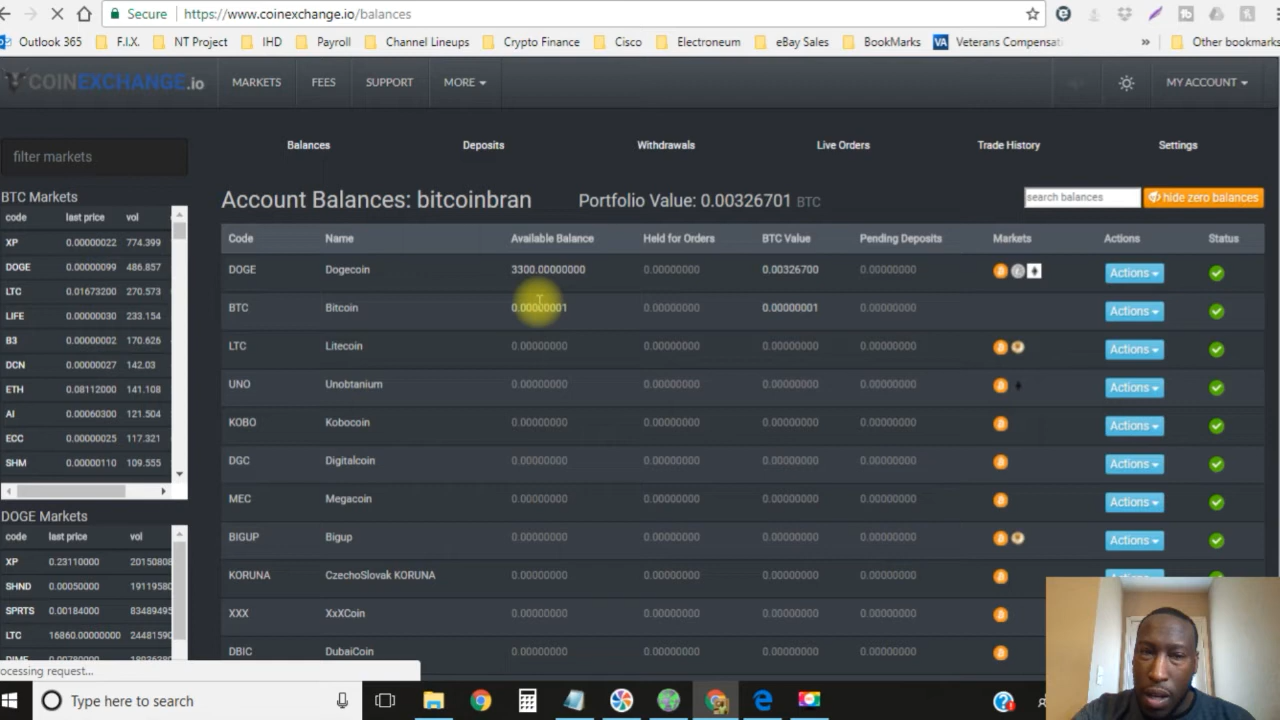 Secure https://www.coinexchange.io/balances
Outlook 365 F.I.X. NT Project IHD Payroll Channel Lineups Crypto Finance Cisco Electroneum eBay Sales BookMarks VA Veterans Compensat » Other bookmarks
COINEXCHANGE.io MARKETS FEES SUPPORT MORE MY ACCOUNT
Balances Deposits Withdrawals Live Orders Trade History Settings
filter markets
BTC Markets
code last price vol
XP 0.00000022 774.399
DOGE 0.00000099 486.857
LTC 0.01673200 270.573
LIFE 0.00000030 233.154
B3 0.00000002 170.626
DCN 0.00000027 142.03
ETH 0.08112000 141.108
AI 0.00060300 121.504
ECC 0.00000025 117.321
SHM 0.00000110 109.555
DOGE Markets
code last price vol
XP 0.23110000 20150808
SHND 0.00050000 19119580
SPRTS 0.00184000 83489495
LTC 16860.00000000 24481590
Account Balances: bitcoinbran Portfolio Value: 0.00326701 BTC search balances hide zero balances
Code Name Available Balance Held for Orders BTC Value Pending Deposits Markets Actions Status
DOGE Dogecoin 3300.00000000 0.00000000 0.00326700 0.00000000 Actions
BTC Bitcoin 0.00000001 0.00000000 0.00000001 0.00000000 Actions
LTC Litecoin 0.00000000 0.00000000 0.00000000 0.00000000 Actions
UNO Unobtanium 0.00000000 0.00000000 0.00000000 0.00000000 Actions
KOBO Kobocoin 0.00000000 0.00000000 0.00000000 0.00000000 Actions
DGC Digitalcoin 0.00000000 0.00000000 0.00000000 0.00000000 Actions
MEC Megacoin 0.00000000 0.00000000 0.00000000 0.00000000 Actions
BIGUP Bigup 0.00000000 0.00000000 0.00000000 0.00000000 Actions
KORUNA CzechoSlovak KORUNA 0.00000000 0.00000000 0.00000000 0.00000000
XXX XxXCoin 0.00000000 0.00000000 0.00000000 0.00000000
DBIC DubaiCoin 0.00000000 0.00000000 0.00000000 0.00000000
ocessing request...
Type here to search